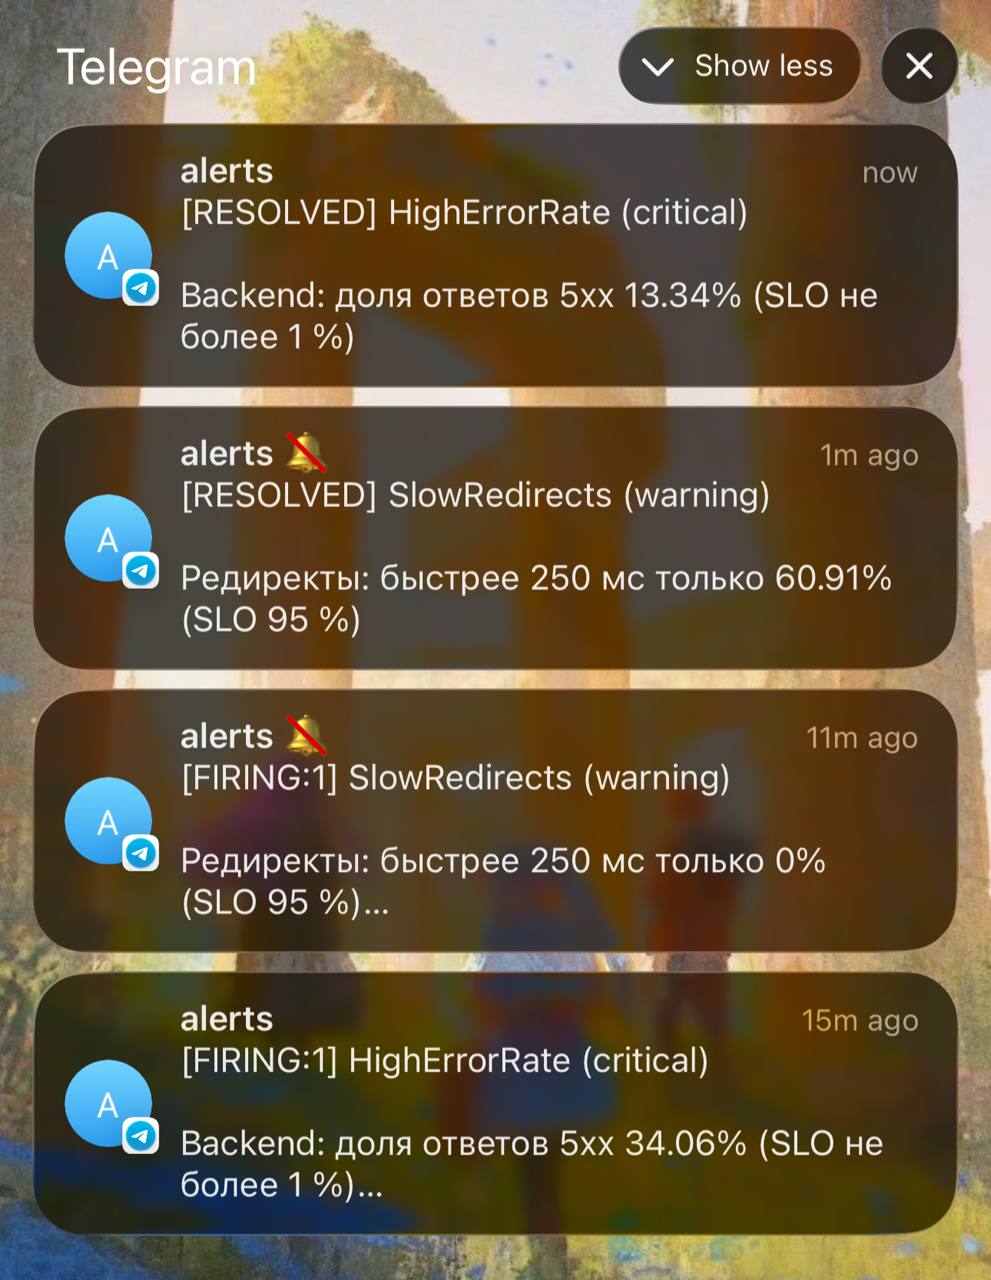 Telegram
Show less
alerts
now
[RESOLVED] HighErrorRate (critical)
Backend: доля ответов 5xx 13.34% (SLO не
более 1 %)
A
alerts 🔕
1m ago
[RESOLVED] SlowRedirects (warning)
Редиректы: быстрее 250 мс только 60.91%
(SLO 95 %)
A
alerts 🔕
11m ago
[FIRING:1] SlowRedirects (warning)
Редиректы: быстрее 250 мс только 0%
(SLO 95 %)...
A
alerts
15m ago
[FIRING:1] HighErrorRate (critical)
Backend: доля ответов 5xx 34.06% (SLO не
более 1 %)...
A